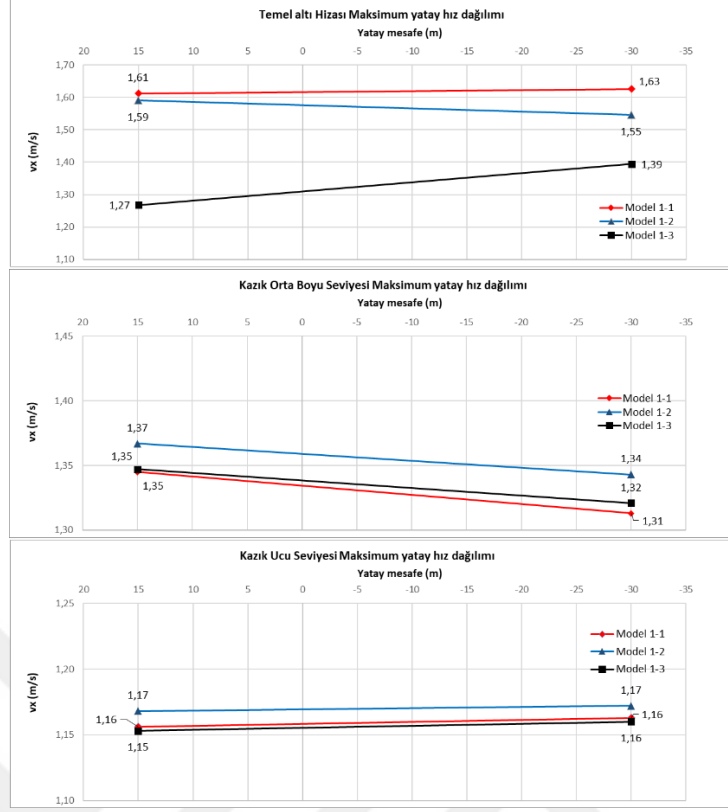 Temel altı Hizası Maksimum yatay hız dağılımı
Yatay mesafe (m)
20 15 10 5 0 -5 -10 -15 -20 -25 -30 -35
1,70
1,60
1,50
1,40
1,30
1,20
1,10
vx (m/s)
1,61
1,63
1,59
1,55
1,39
1,27
Model 1-1
Model 1-2
Model 1-3
Kazık Orta Boyu Seviyesi Maksimum yatay hız dağılımı
Yatay mesafe (m)
20 15 10 5 0 -5 -10 -15 -20 -25 -30 -35
1,45
1,40
1,35
1,30
vx (m/s)
Model 1-1
Model 1-2
Model 1-3
1,37
1,34
1,35
1,32
1,35
1,31
Kazık Ucu Seviyesi Maksimum yatay hız dağılımı
Yatay mesafe (m)
20 15 10 5 0 -5 -10 -15 -20 -25 -30 -35
1,25
1,20
1,15
1,10
vx (m/s)
Model 1-1
Model 1-2
Model 1-3
1,17
1,17
1,16
1,16
1,15
1,16